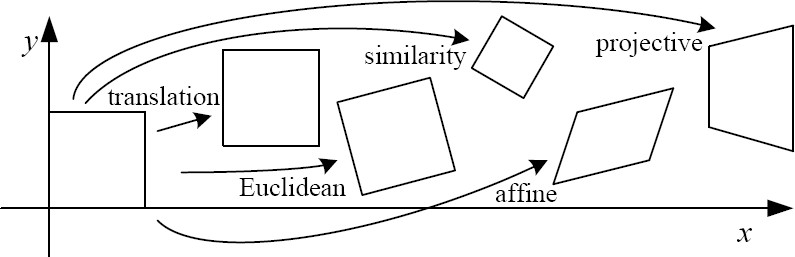 y
similarity
projective
translation
Euclidean
affine
x